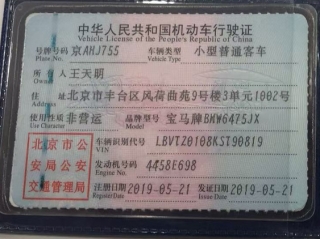 中华人民共和国机动车行驶证
Vehicle License of the People's Republic of China
号牌号码 京AHJ755 车辆类型 小型普通客车
Plate No. Vehicle Type
所有人 王天明
Owner
住址 北京市丰台区风荷曲苑9号楼3单元1002号
Address
使用性质 非营运 品牌型号 宝马牌BMW6475JX
Use Character Model
北京市公 车辆识别代号 LBVTZ0108KST90819
VIN
安局公安 发动机号码 4458E698
Engine No.
交通管理局 注册日期 2019-05-21 发证日期 2019-05-21
Register Date Issue Date